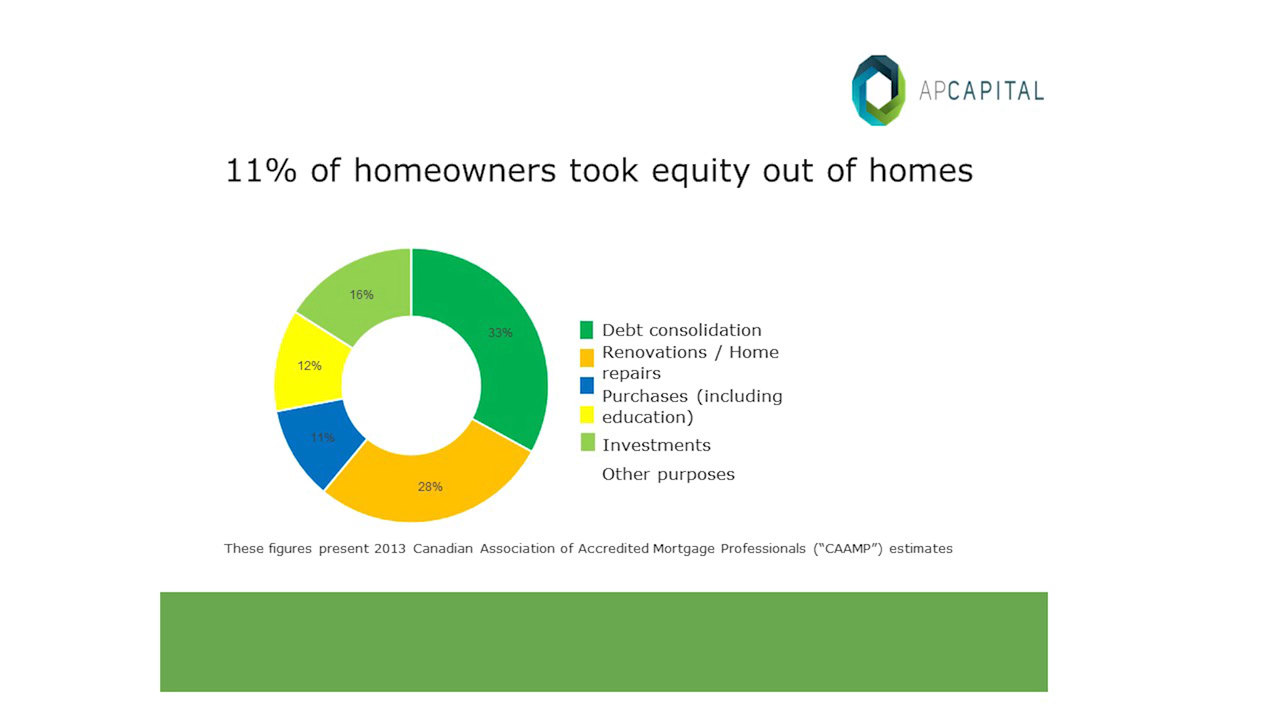 APCAPITAL
11% of homeowners took equity out of homes
16%
33%
12%
11%
28%
Debt consolidation
Renovations / Home
repairs
Purchases (including
education)
Investments
Other purposes
These figures present 2013 Canadian Association of Accredited Mortgage Professionals (“CAAMP”) estimates